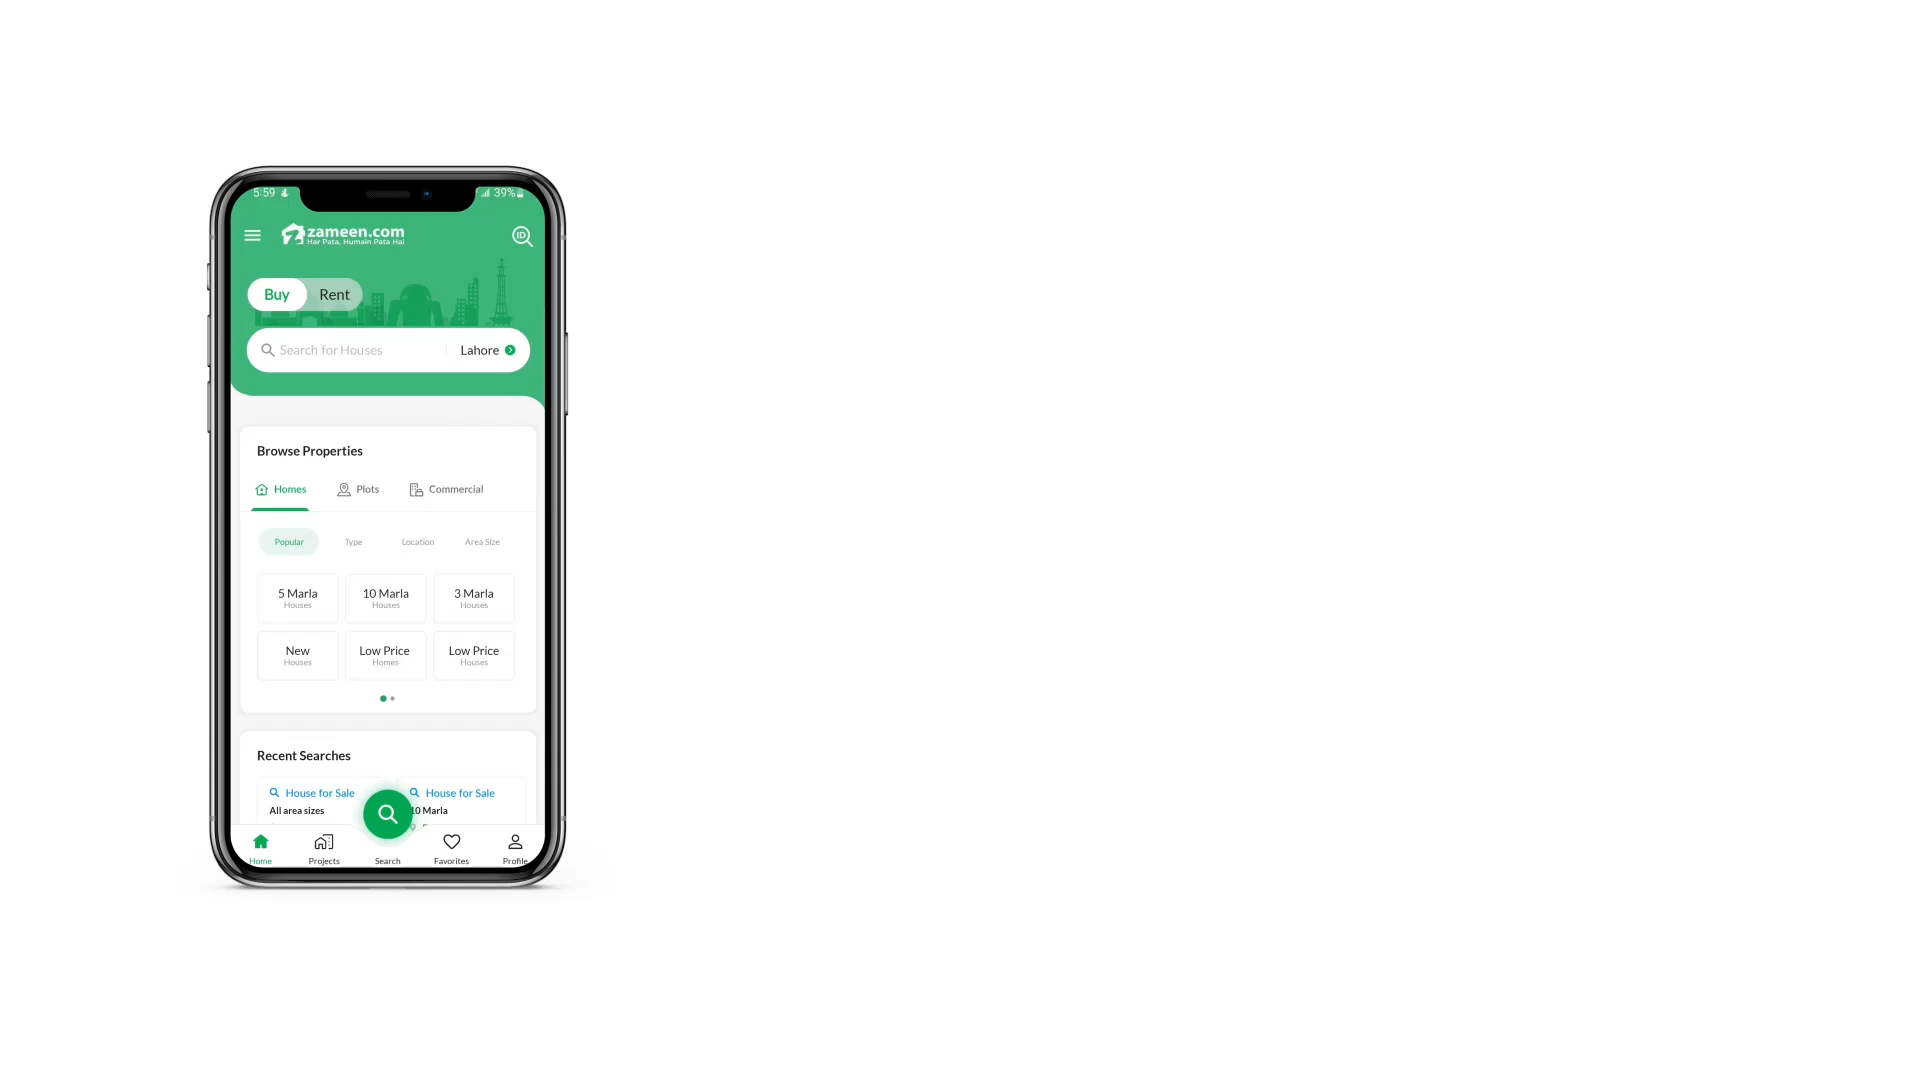 5:59
39%
zameen.com
Har Pata, Humain Pata Hai
ID
Buy Rent
Search for Houses Lahore
Browse Properties
Homes Plots Commercial
Popular Type Location Area Size
5 Marla 10 Marla 3 Marla
Houses Houses Houses
New Low Price Low Price
Houses Homes Houses
Recent Searches
House for Sale House for Sale
All area sizes 10 Marla
Home Projects Search Favorites Profile